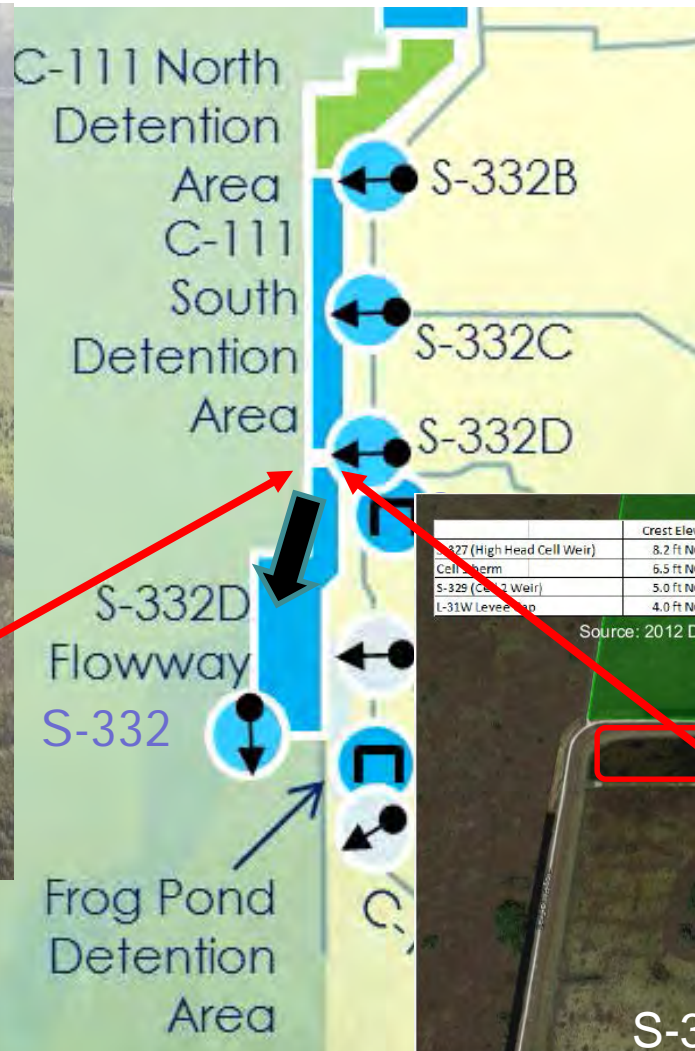 C-111 North
Detention
Area
C-111
South
Detention
Area
S-332B
S-332C
S-332D
S-332D
Flowway
S-332
Frog Pond
Detention
Area
Crest Elev
(High Head Cell Weir) 8.2 ft N
6.5 ft N
S-329 Weir) 5.0 ft N
L-31W Levee 4.0 ft N
Source: 2012 D
S-3